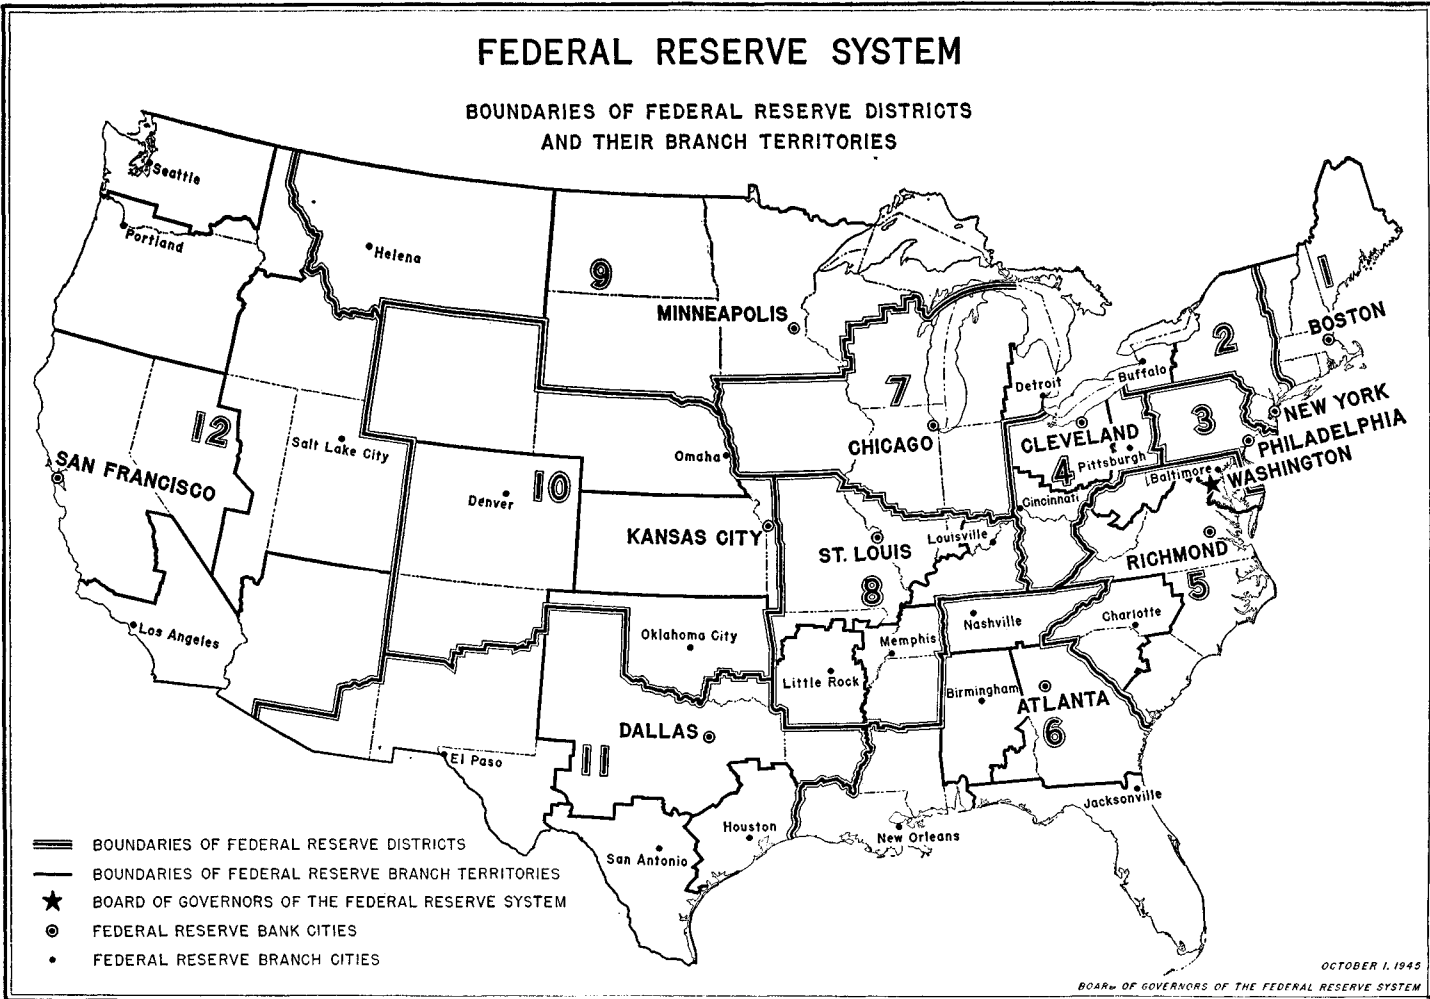 FEDERAL RESERVE SYSTEM
BOUNDARIES OF FEDERAL RESERVE DISTRICTS
AND THEIR BRANCH TERRITORIES
Seattle
Portland
Helena
9
MINNEAPOLIS
1
BOSTON
2
Buffalo
7
Detroit
NEW YORK
3
PHILADELPHIA
12
Salt Lake City
CHICAGO
CLEVELAND
Omaha
4
Pittsburgh
WASHINGTON
Baltimore
SAN FRANCISCO
Denver
10
Cincinnati
KANSAS CITY
ST. LOUIS
Louisville
RICHMOND
8
5
Los Angeles
Oklahoma City
Memphis
Nashville
Charlotte
Little Rock
Birmingham
ATLANTA
DALLAS
6
El Paso
11
Jacksonville
Houston
New Orleans
San Antonio
BOUNDARIES OF FEDERAL RESERVE DISTRICTS
BOUNDARIES OF FEDERAL RESERVE BRANCH TERRITORIES
BOARD OF GOVERNORS OF THE FEDERAL RESERVE SYSTEM
FEDERAL RESERVE BANK CITIES
FEDERAL RESERVE BRANCH CITIES
OCTOBER 1, 1945
BOARD OF GOVERNORS OF THE FEDERAL RESERVE SYSTEM